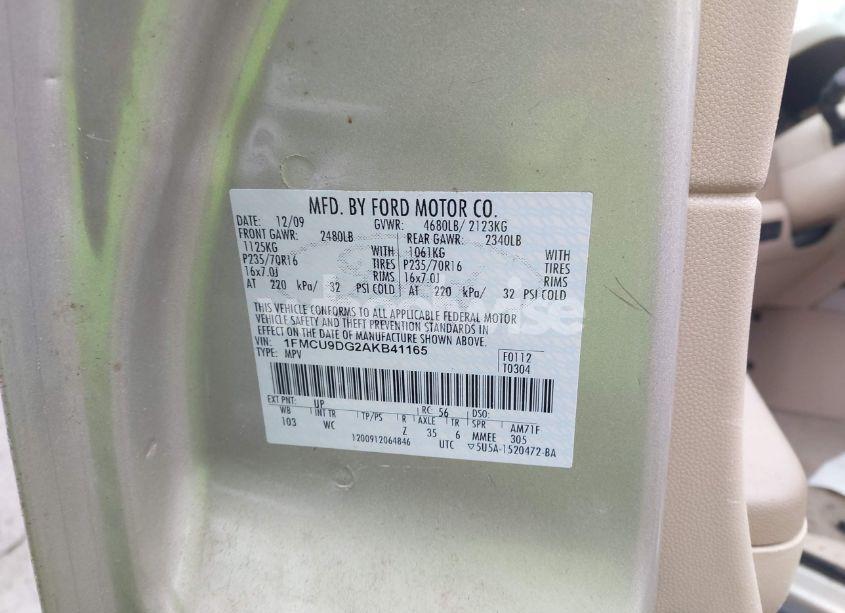 MFD. BY FORD MOTOR CO.
DATE: 12/09 GVWR: 4680LB/ 2123KG
FRONT GAWR: 2480LB REAR GAWR: 2340LB
1125KG WITH 1061KG WITH
P235/70R16 TIRES P235/70R16 TIRES
16x7.0J RIMS 16x7.0J RIMS
AT 220 kPa/ 32 PSI COLD AT 220 kPa/ 32 PSI COLD
THIS VEHICLE CONFORMS TO ALL APPLICABLE FEDERAL MOTOR
VEHICLE SAFETY AND THEFT PREVENTION STANDARDS IN
EFFECT ON THE DATE OF MANUFACTURE SHOWN ABOVE.
VIN: 1FMCU9DG2AKB41165 F0112
TYPE: MPV T0304
EXT PNT: UP RC: 56 DSO:
WB INT TR TP/PS R AXLE TR SPR AM71F
103 WC Z 35 6 MMEE 305
1200912064846 UTC ▽5U5A-1520472-BA